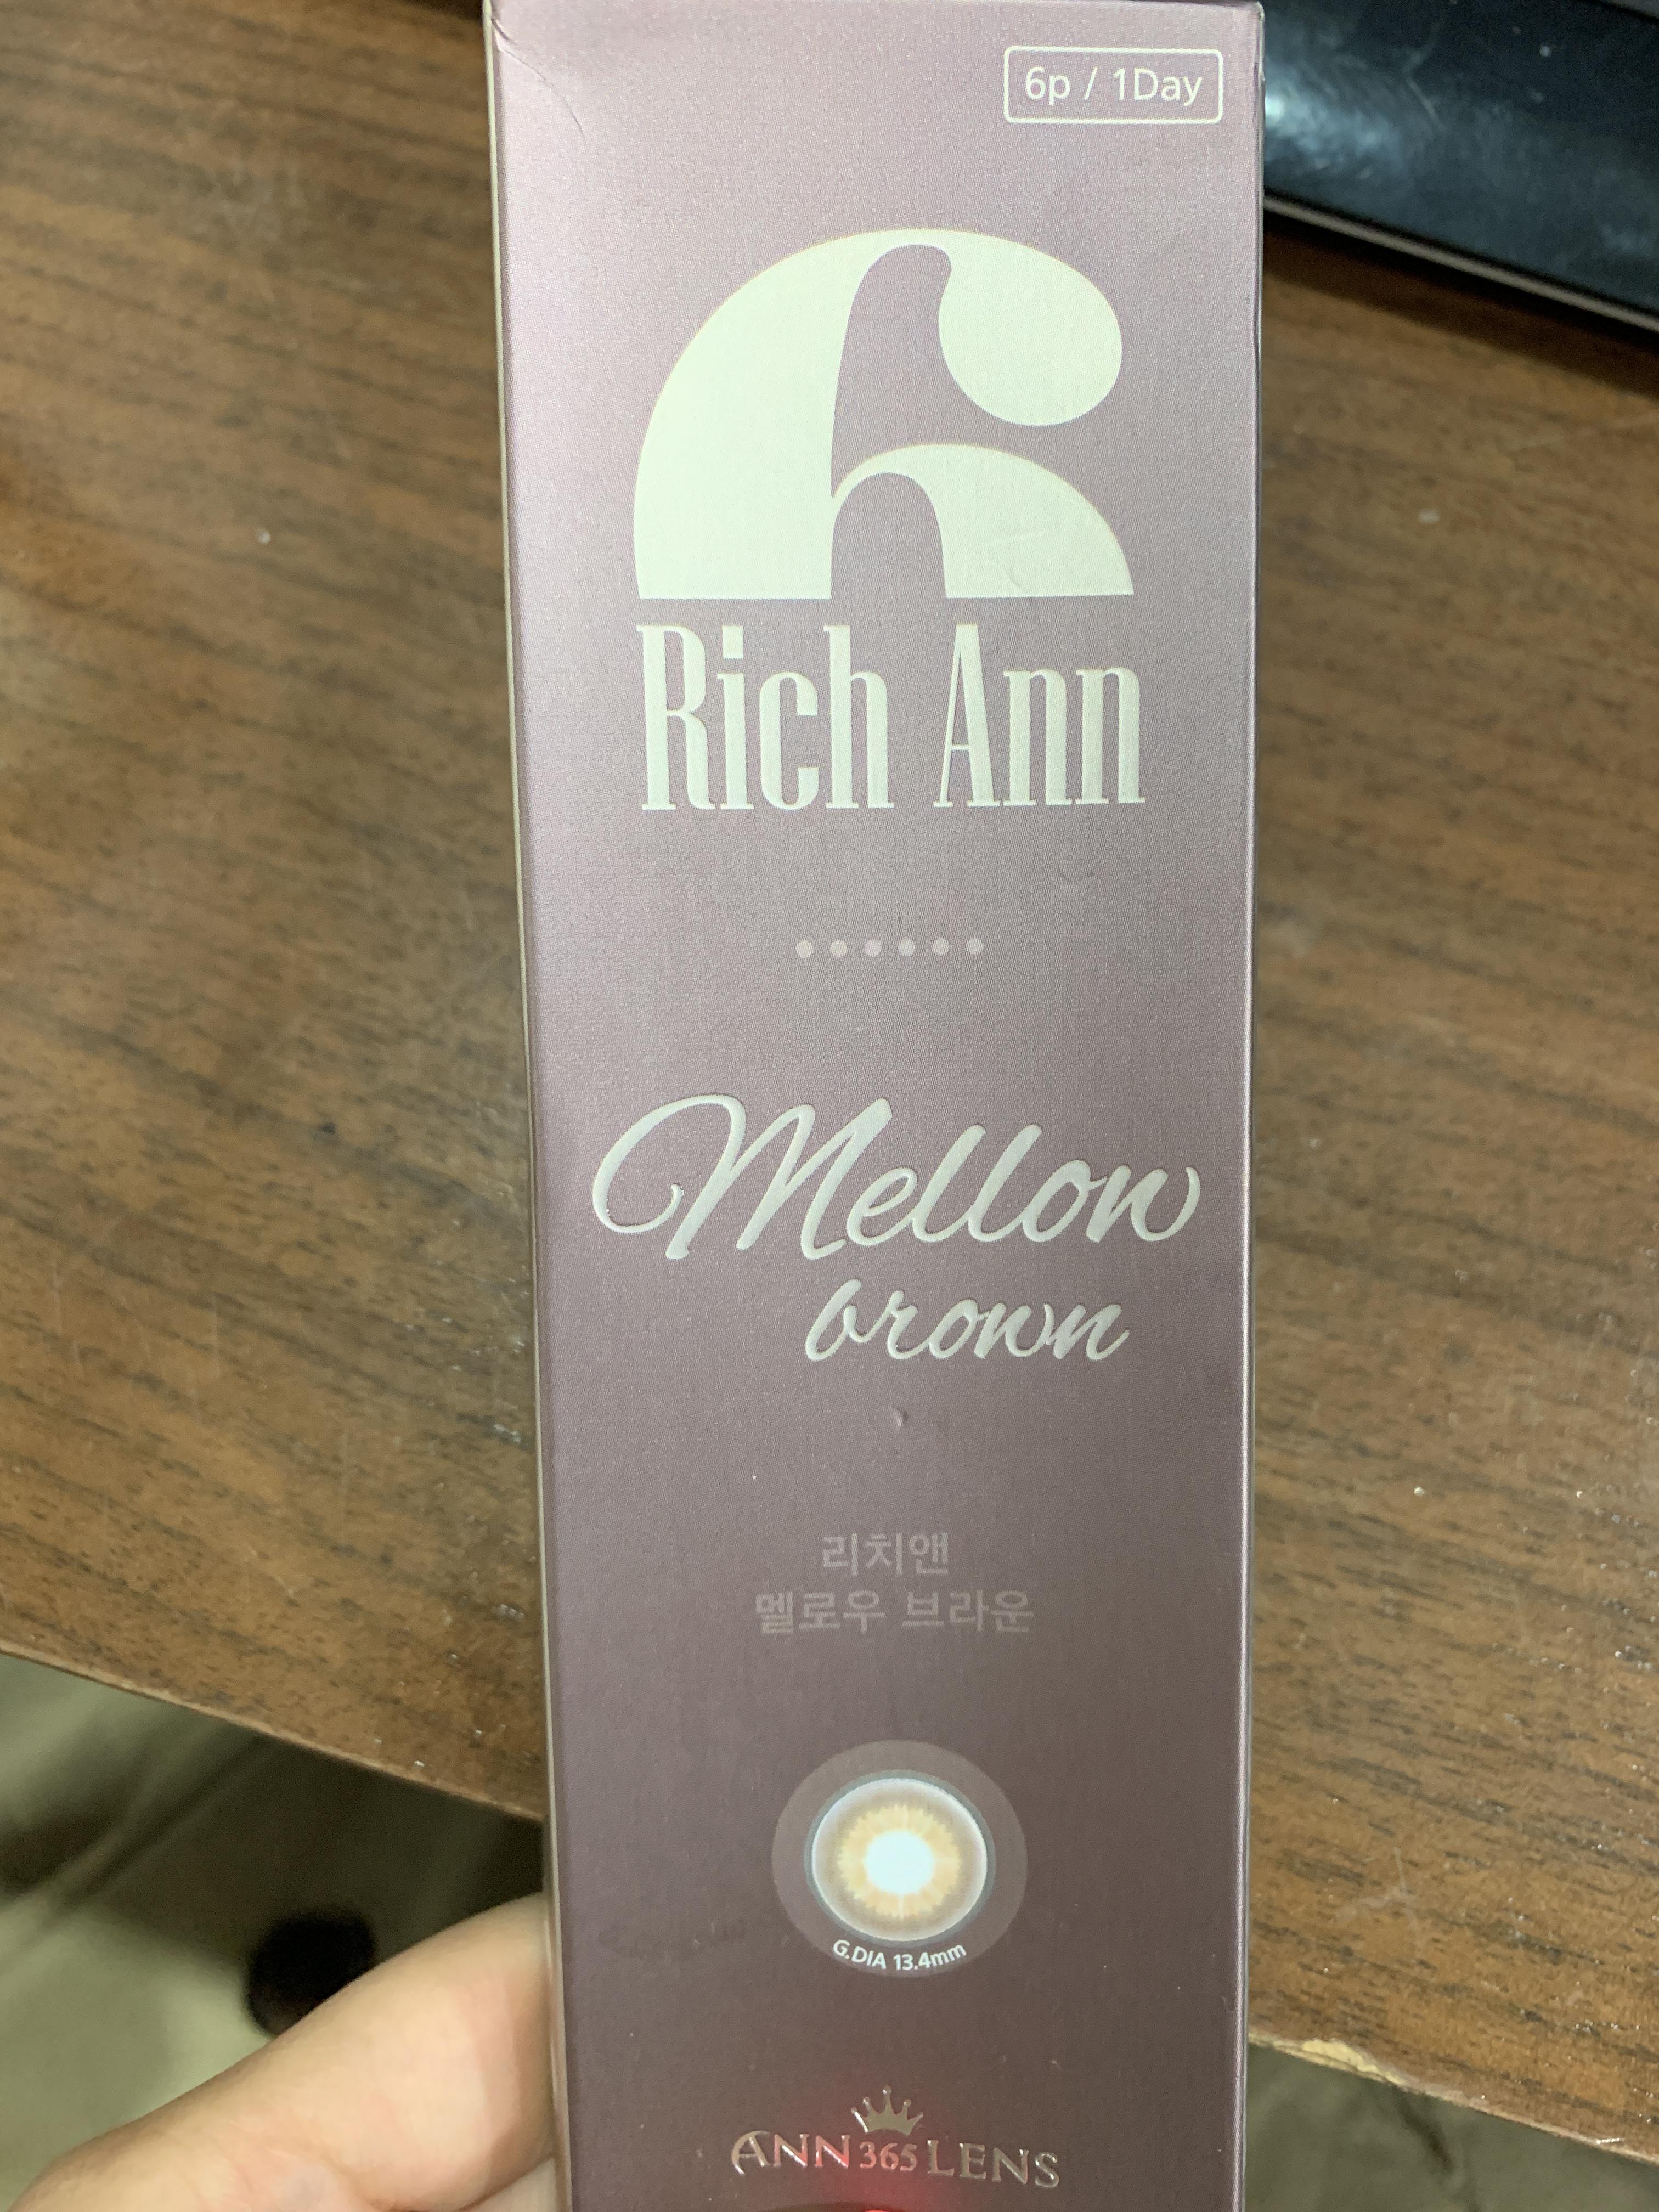 6p / 1Day
Rich Ann
Mellow
brown
리치앤
멜로우 브라운
G.DIA 13.4mm
ANN 365 LENS